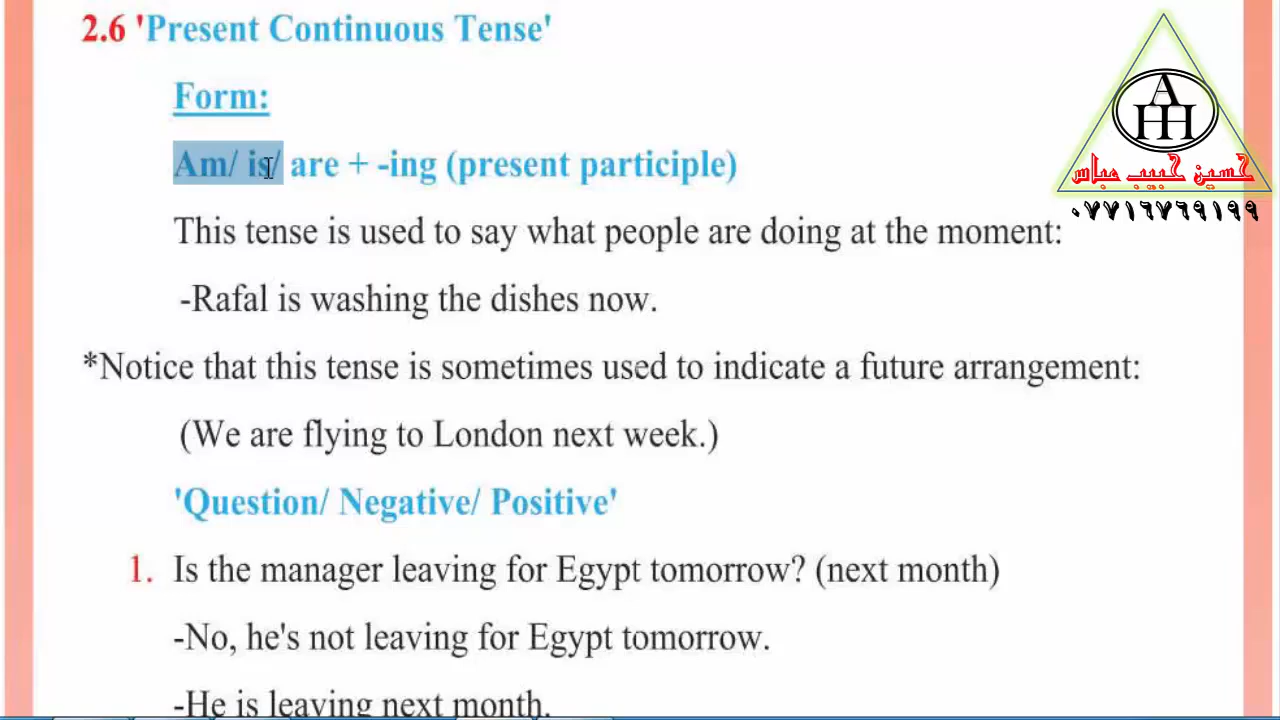 2.6 'Present Continuous Tense'
Form:
Am/ is/ are + -ing (present participle)
This tense is used to say what people are doing at the moment:
-Rafal is washing the dishes now.
*Notice that this tense is sometimes used to indicate a future arrangement:
(We are flying to London next week.)
'Question/ Negative/ Positive'
1. Is the manager leaving for Egypt tomorrow? (next month)
-No, he's not leaving for Egypt tomorrow.
-He is leaving next month.
AHH
حسين حبيب عباس
٠٧٧١٦٧٦٩١٩٩